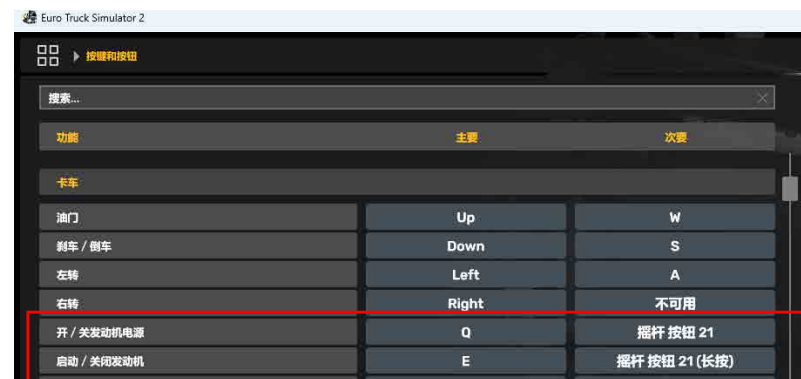 Euro Truck Simulator 2
按键和按钮
搜索...
功能 主要 次要
卡车
油门 Up W
刹车 / 倒车 Down S
左转 Left A
右转 Right 不可用
开 / 关发动机电源 Q 摇杆 按钮 21
启动 / 关闭发动机 E 摇杆 按钮 21 (长按)